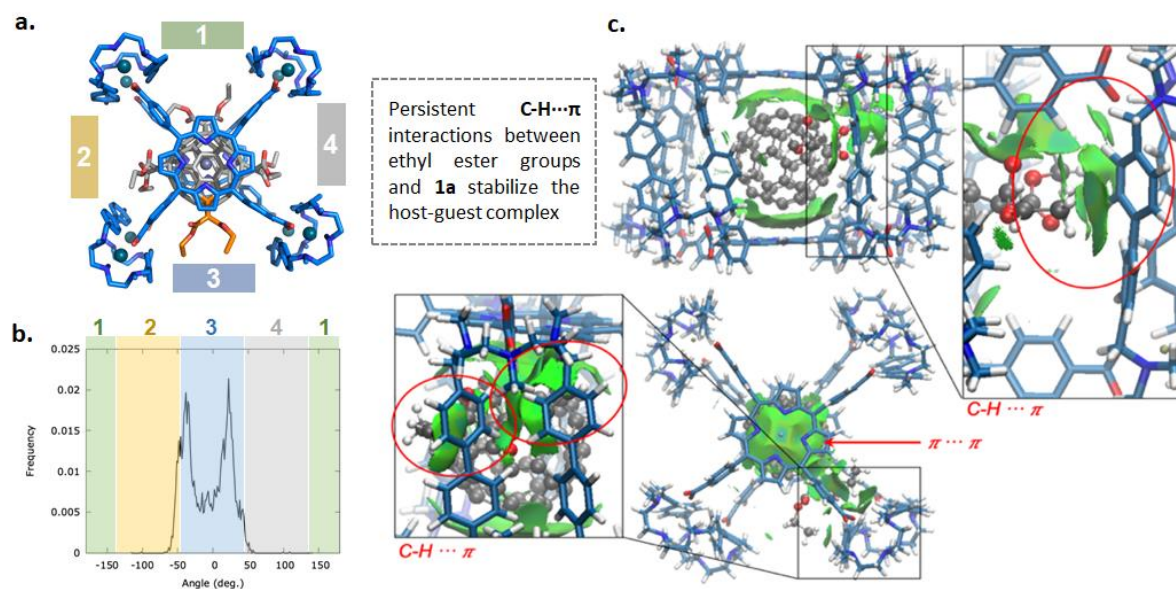 a.
1
2
4
3
Persistent C-H···π
interactions between
ethyl ester groups
and 1a stabilize the
host-guest complex
c.
C-H ··· π
b.
1 2 3 4 1
0.025
0.02
0.015
0.01
0.005
0
Frequency
-150 -100 -50 0 50 100 150
Angle (deg.)
C-H ··· π
π ··· π